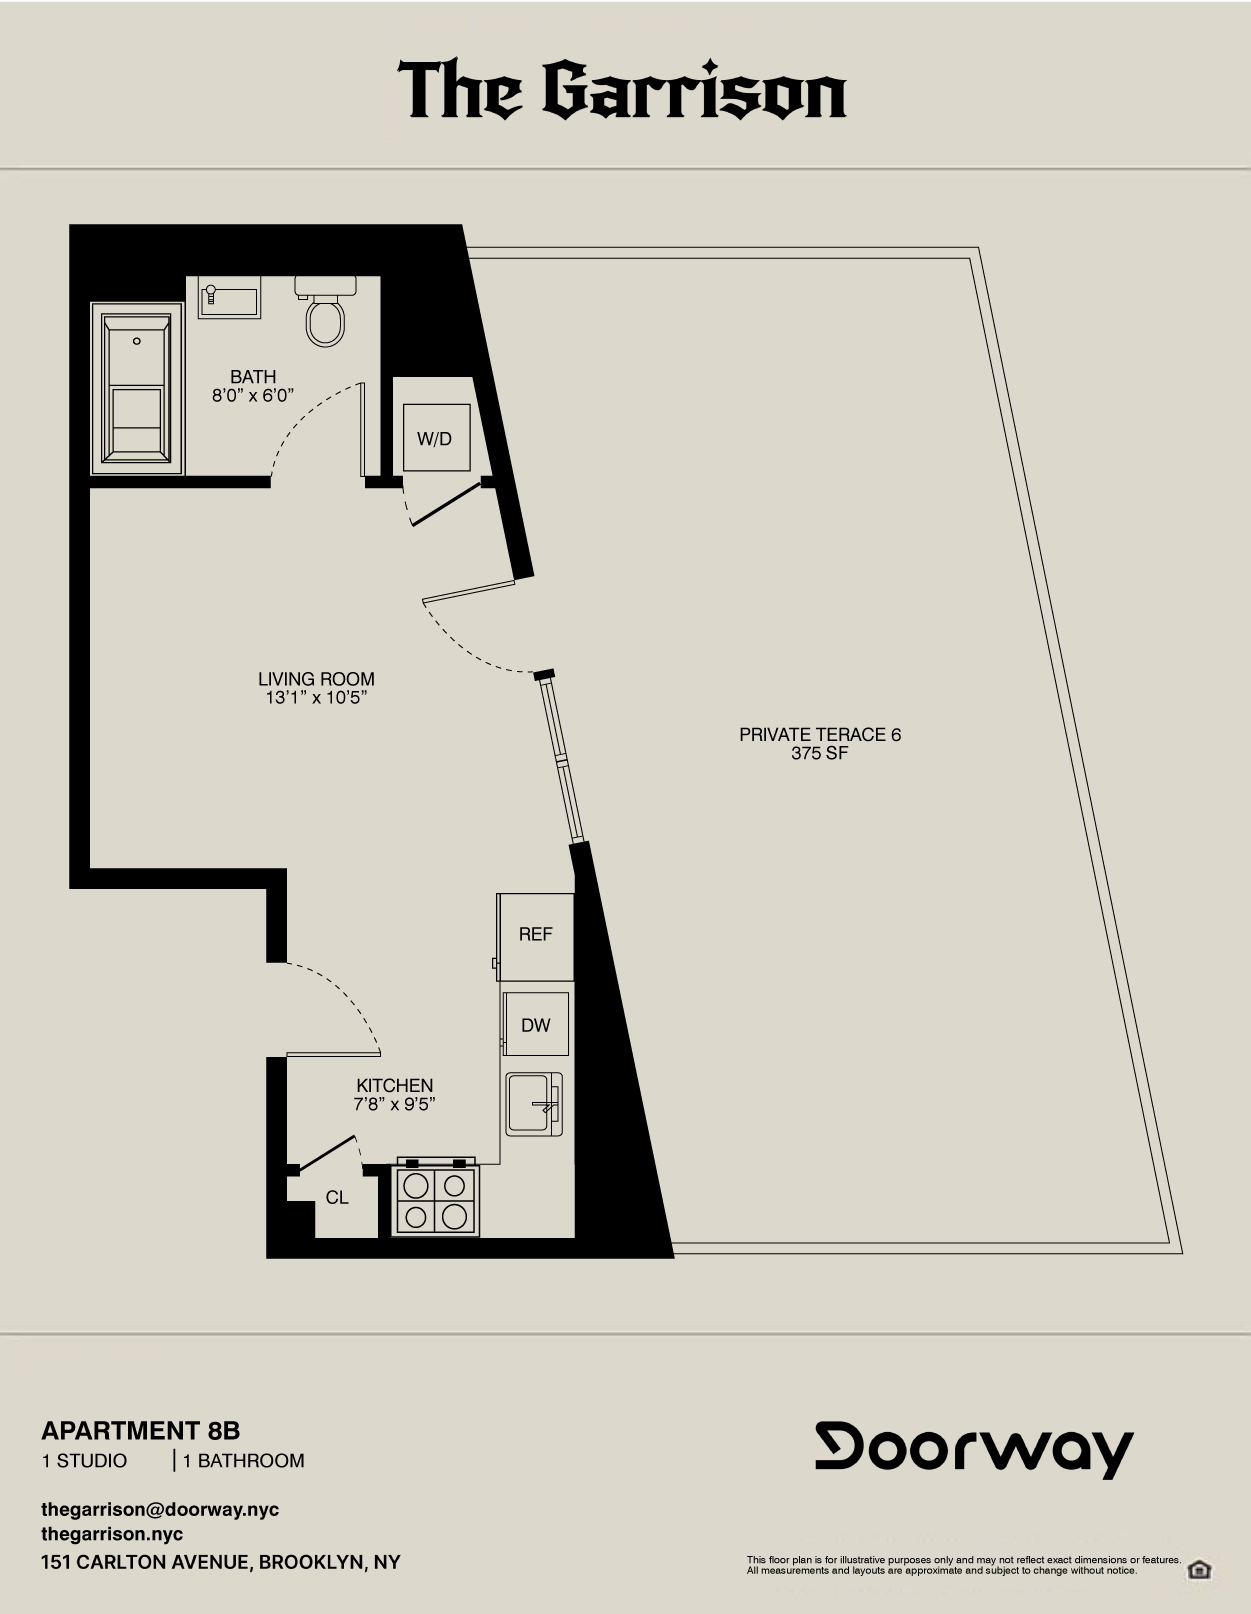 The Garrison
BATH
8’0” x 6’0”
W/D
LIVING ROOM
13’1” x 10’5”
PRIVATE TERACE 6
375 SF
REF
DW
KITCHEN
7’8” x 9’5”
CL
APARTMENT 8B
1 STUDIO | 1 BATHROOM
thegarrison@doorway.nyc
thegarrison.nyc
151 CARLTON AVENUE, BROOKLYN, NY
Doorway
This floor plan is for illustrative purposes only and may not reflect exact dimensions or features.
All measurements and layouts are approximate and subject to change without notice.